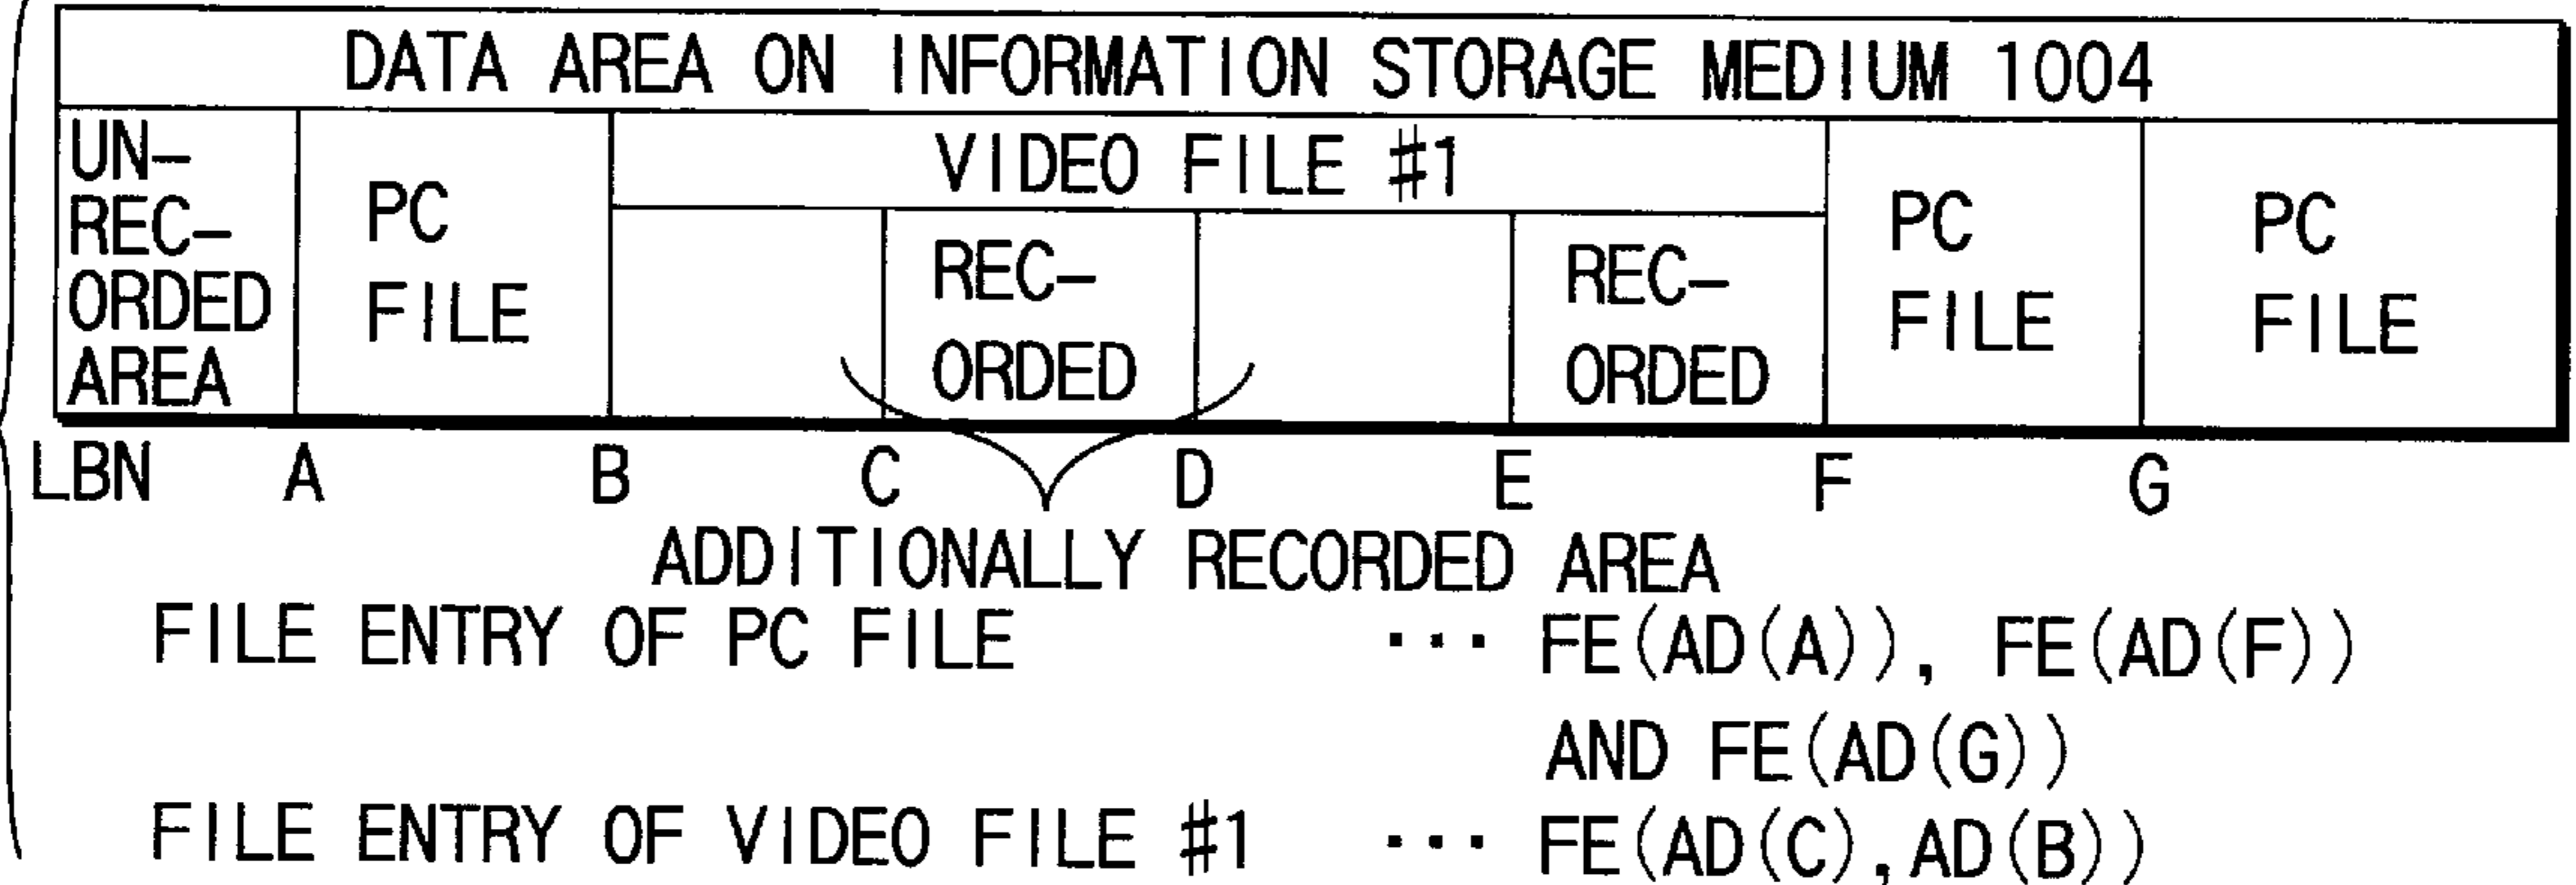 DATA AREA ON INFORMATION STORAGE MEDIUM 1004
UN-
REC-
ORDED
AREA
PC
FILE
VIDEO FILE #1
REC-
ORDED
REC-
ORDED
PC
FILE
PC
FILE
LBN A B C D E F G
ADDITIONALLY RECORDED AREA
FILE ENTRY OF PC FILE ··· FE(AD(A)), FE(AD(F))
AND FE(AD(G))
FILE ENTRY OF VIDEO FILE #1 ··· FE(AD(C),AD(B))